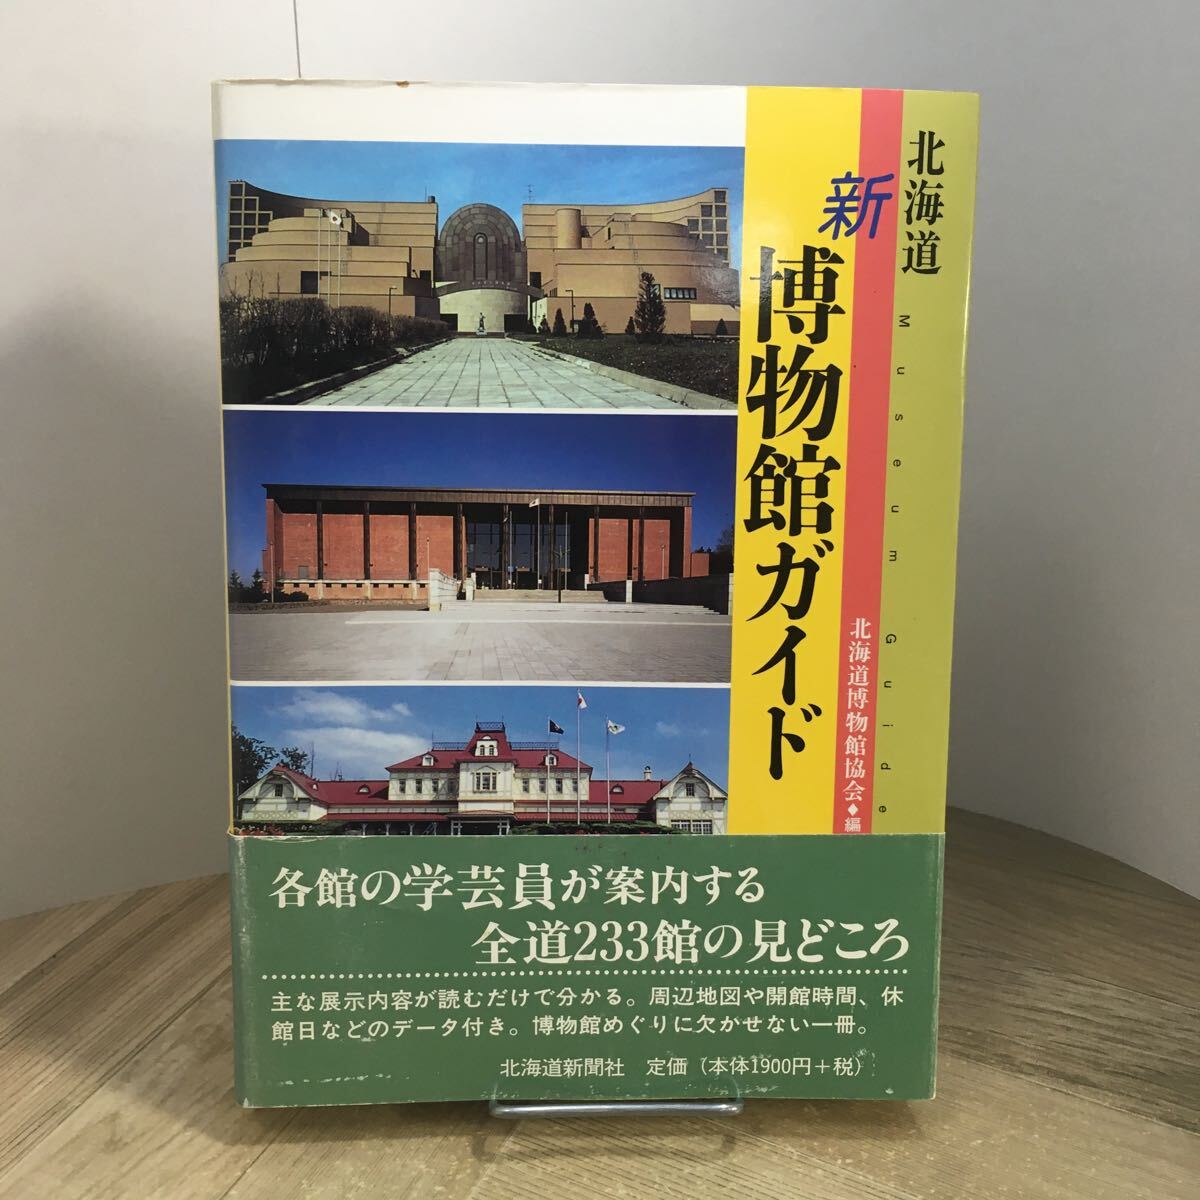 北海道
Museum Guide
新
博物館ガイド
北海道博物館協会◆編
各館の学芸員が案内する
全道233館の見どころ
主な展示内容が読むだけで分かる。周辺地図や開館時間、休
館日などのデータ付き。博物館めぐりに欠かせない一冊。
北海道新聞社 定価（本体1900円＋税）